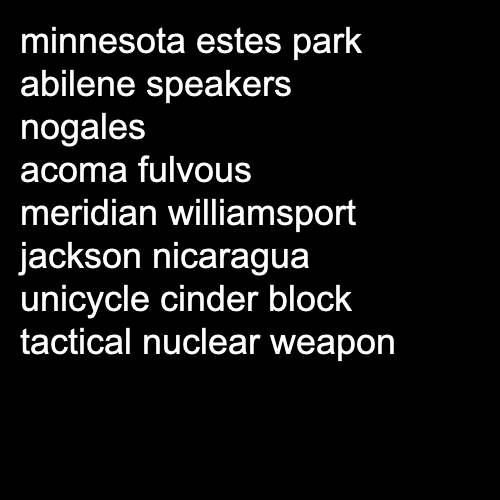 minnesota estes park
abilene speakers
nogales
acoma fulvous
meridian williamsport
jackson nicaragua
unicycle cinder block
tactical nuclear weapon